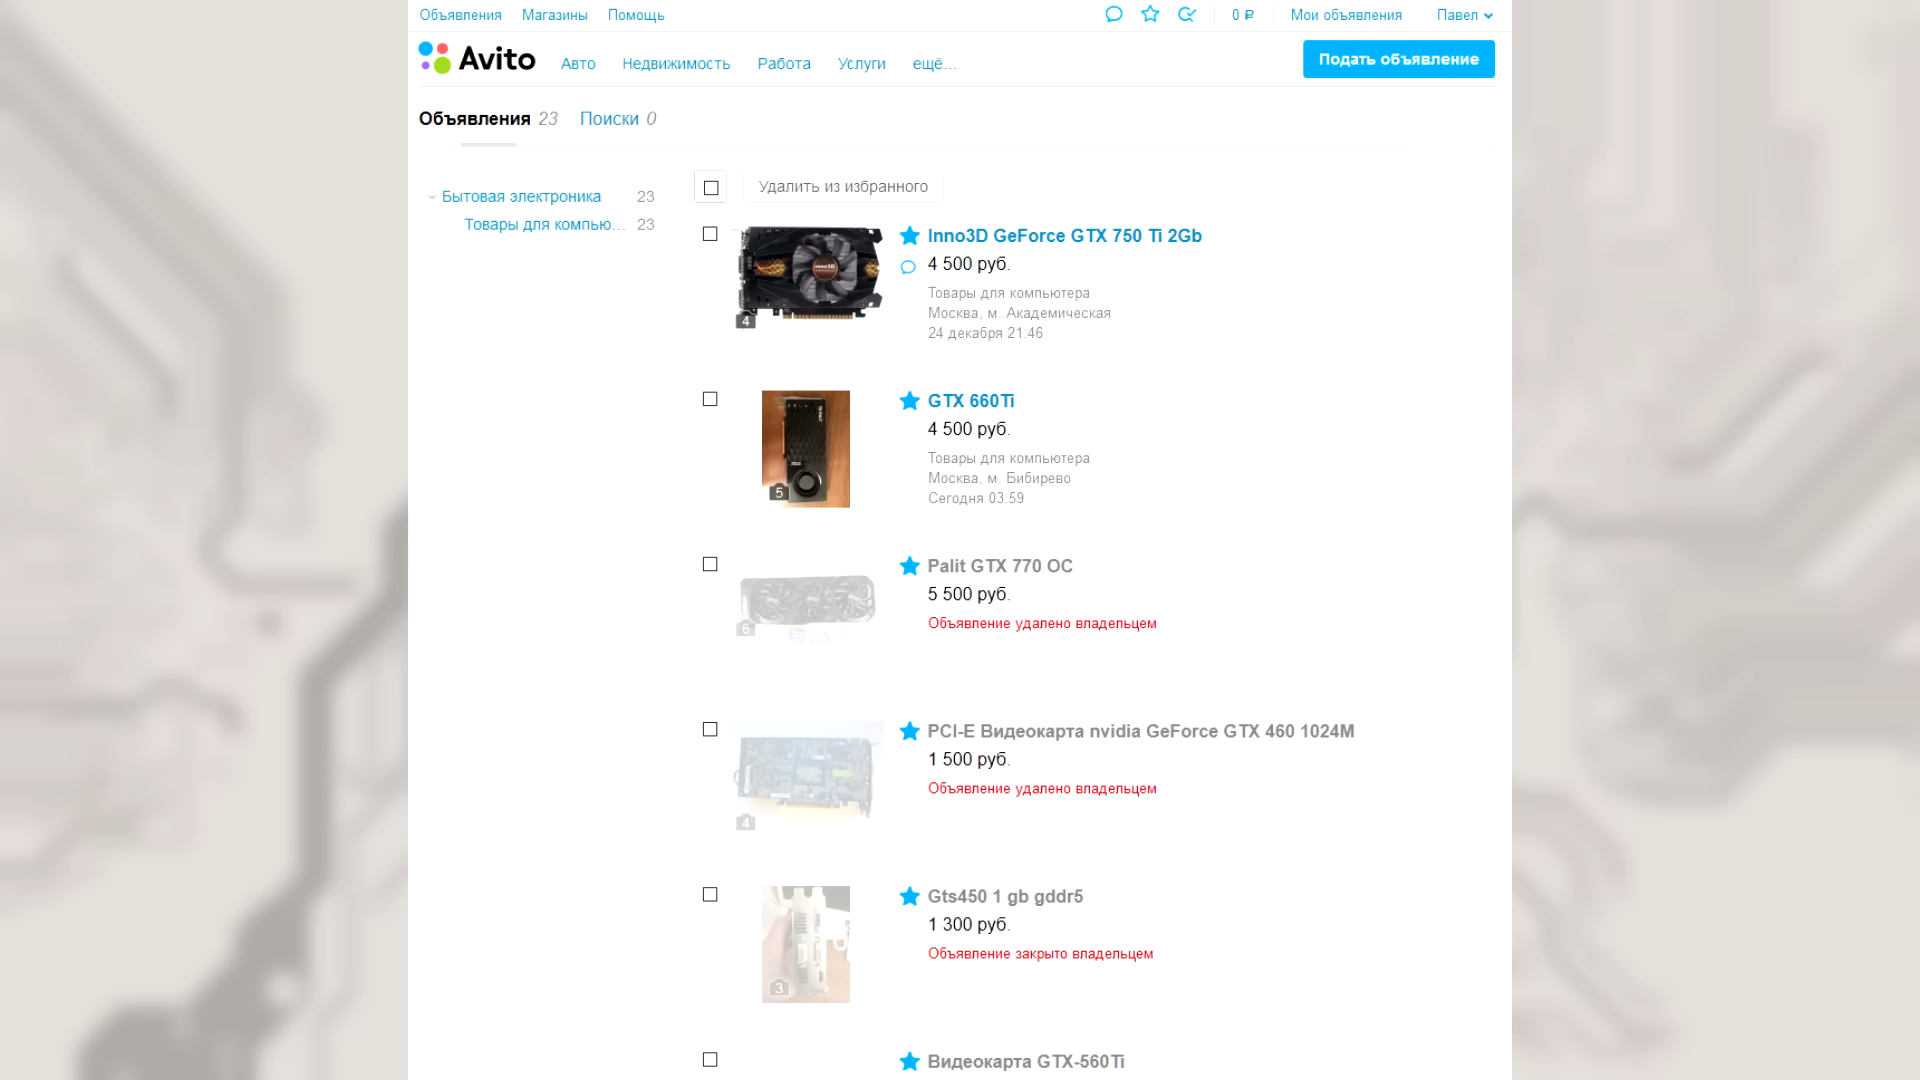 Объявления Магазины Помощь 0 ₽ Мои объявления Павел
Avito Авто Недвижимость Работа Услуги ещё... Подать объявление
Объявления 23 Поиски 0
Удалить из избранного
Бытовая электроника 23
Товары для компью... 23
Inno3D GeForce GTX 750 Ti 2Gb
4 500 руб.
Товары для компьютера
Москва, м. Академическая
24 декабря 21:46
4
GTX 660Ti
4 500 руб.
Товары для компьютера
Москва, м. Бибирево
Сегодня 03:59
5
Palit GTX 770 OC
5 500 руб.
Объявление удалено владельцем
6
PCI-E Видеокарта nvidia GeForce GTX 460 1024M
1 500 руб.
Объявление удалено владельцем
4
Gts450 1 gb gddr5
1 300 руб.
Объявление закрыто владельцем
3
Видеокарта GTX-560Ti